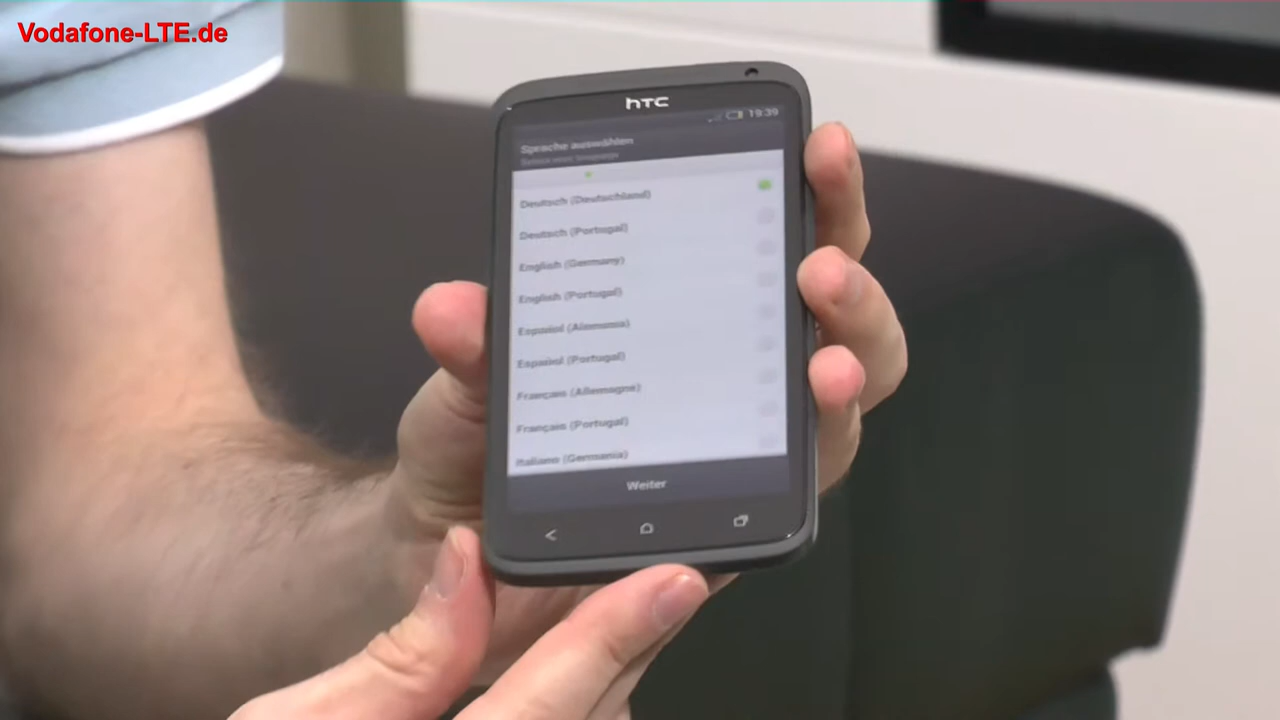 Vodafone-LTE.de
hTC
19:39
Sprache auswählen
Deutsch (Deutschland)
Deutsch (Portugal)
English (Germany)
English (Portugal)
Español (Alemania)
Español (Portugal)
Français (Allemagne)
Français (Portugal)
Italiano (Germania)
Weiter